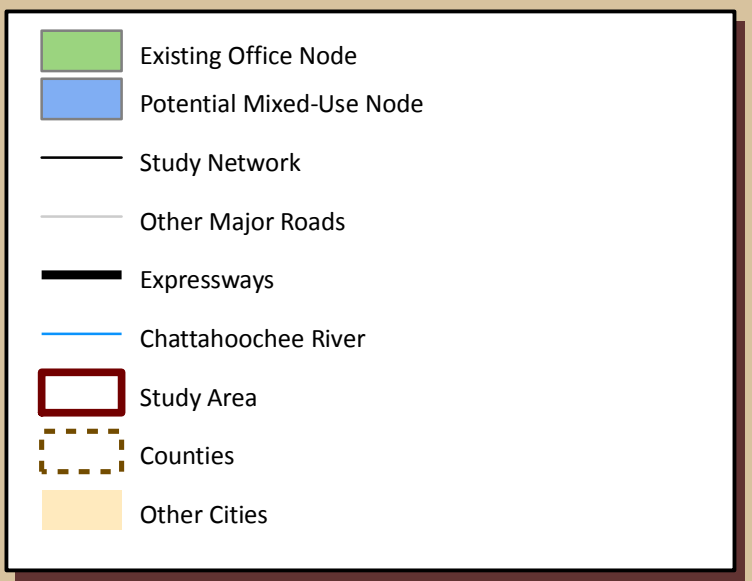 Existing Office Node
Potential Mixed-Use Node
Study Network
Other Major Roads
Expressways
Chattahoochee River
Study Area
Counties
Other Cities